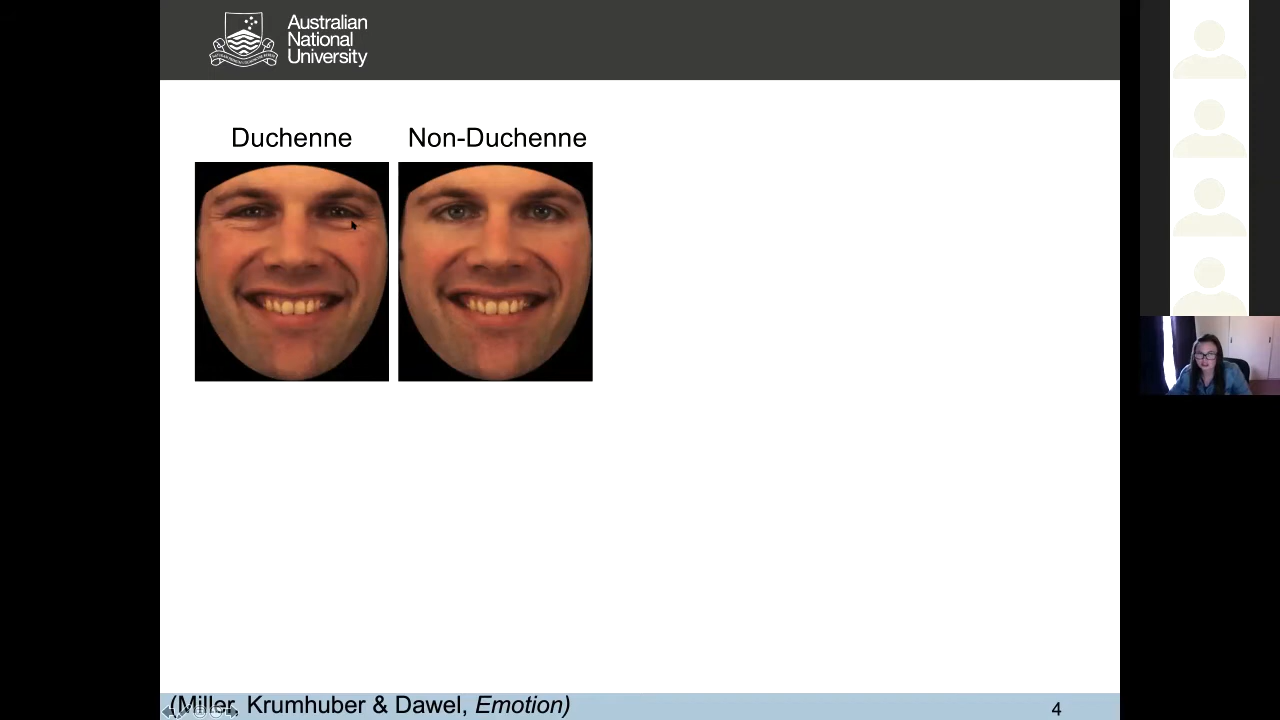 Australian
National
University
Duchenne
Non-Duchenne
(Miller, Krumhuber & Dawel, Emotion)
4